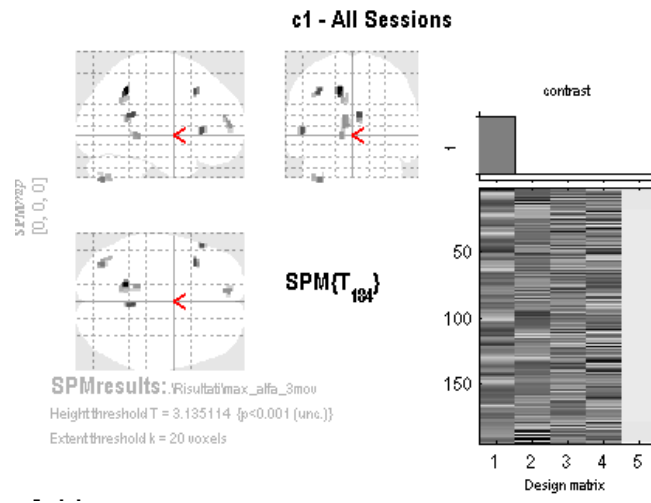 c1 - All Sessions
contrast
1
SPMmip
[0, 0, 0]
SPM{T184}
50
100
150
SPMresults: .\Risultati\max_alfa_3mov
Height threshold T = 3.135114 {p<0.001 (unc.)}
Extent threshold k = 20 voxels
1 2 3 4 5
Design matrix